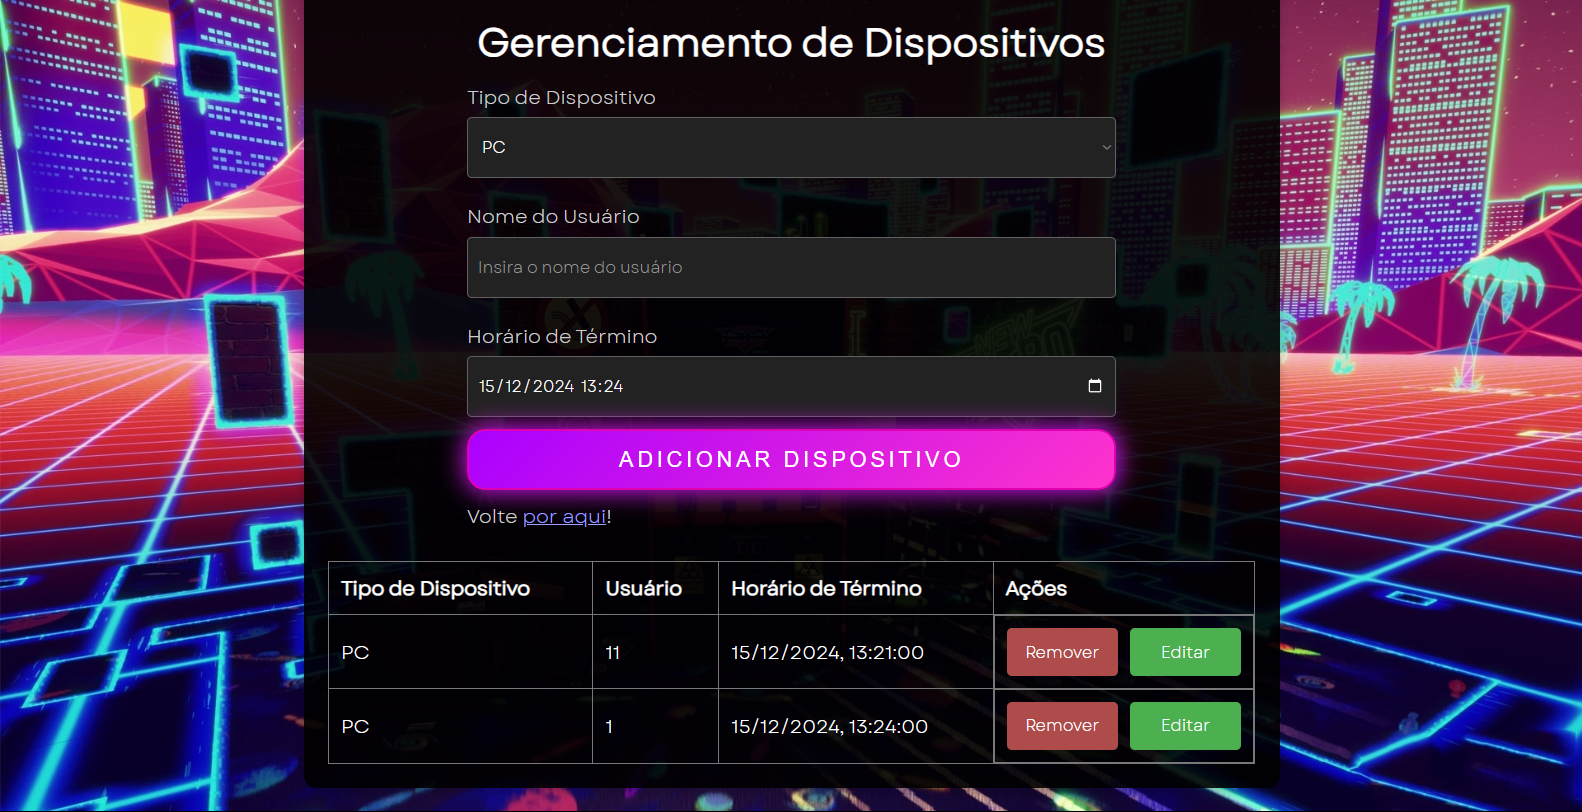 Gerenciamento de Dispositivos
Tipo de Dispositivo
PC
Nome do Usuário
Insira o nome do usuário
Horário de Término
15/12/2024 13:24
ADICIONAR DISPOSITIVO
Volte por aqui!
Tipo de Dispositivo Usuário Horário de Término Ações
PC 11 15/12/2024, 13:21:00 Remover Editar
PC 1 15/12/2024, 13:24:00 Remover Editar